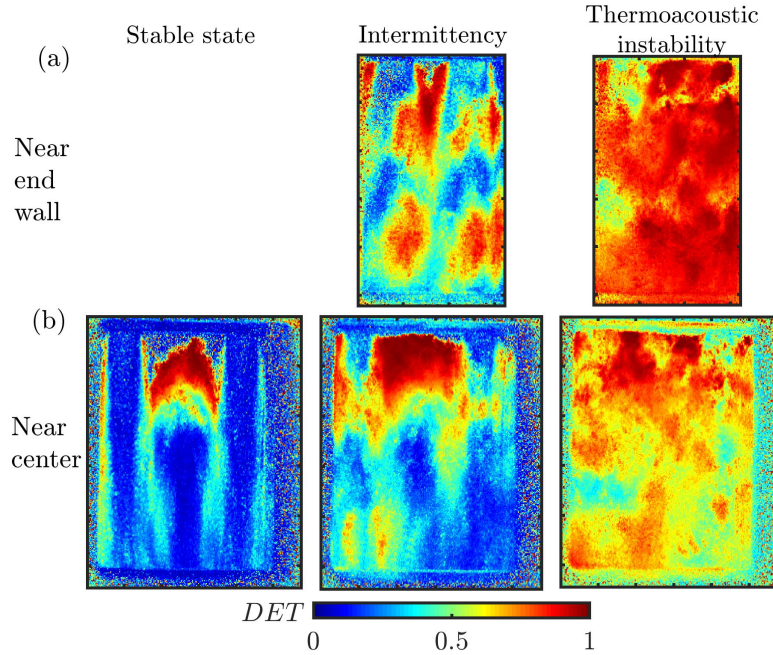 Stable state
Intermittency
Thermoacoustic
instability
(a)
Near
end
wall
(b)
Near
center
DET
0
0.5
1